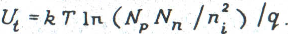 U_t = k T ln (N_p N_n / n_i^2) / q.